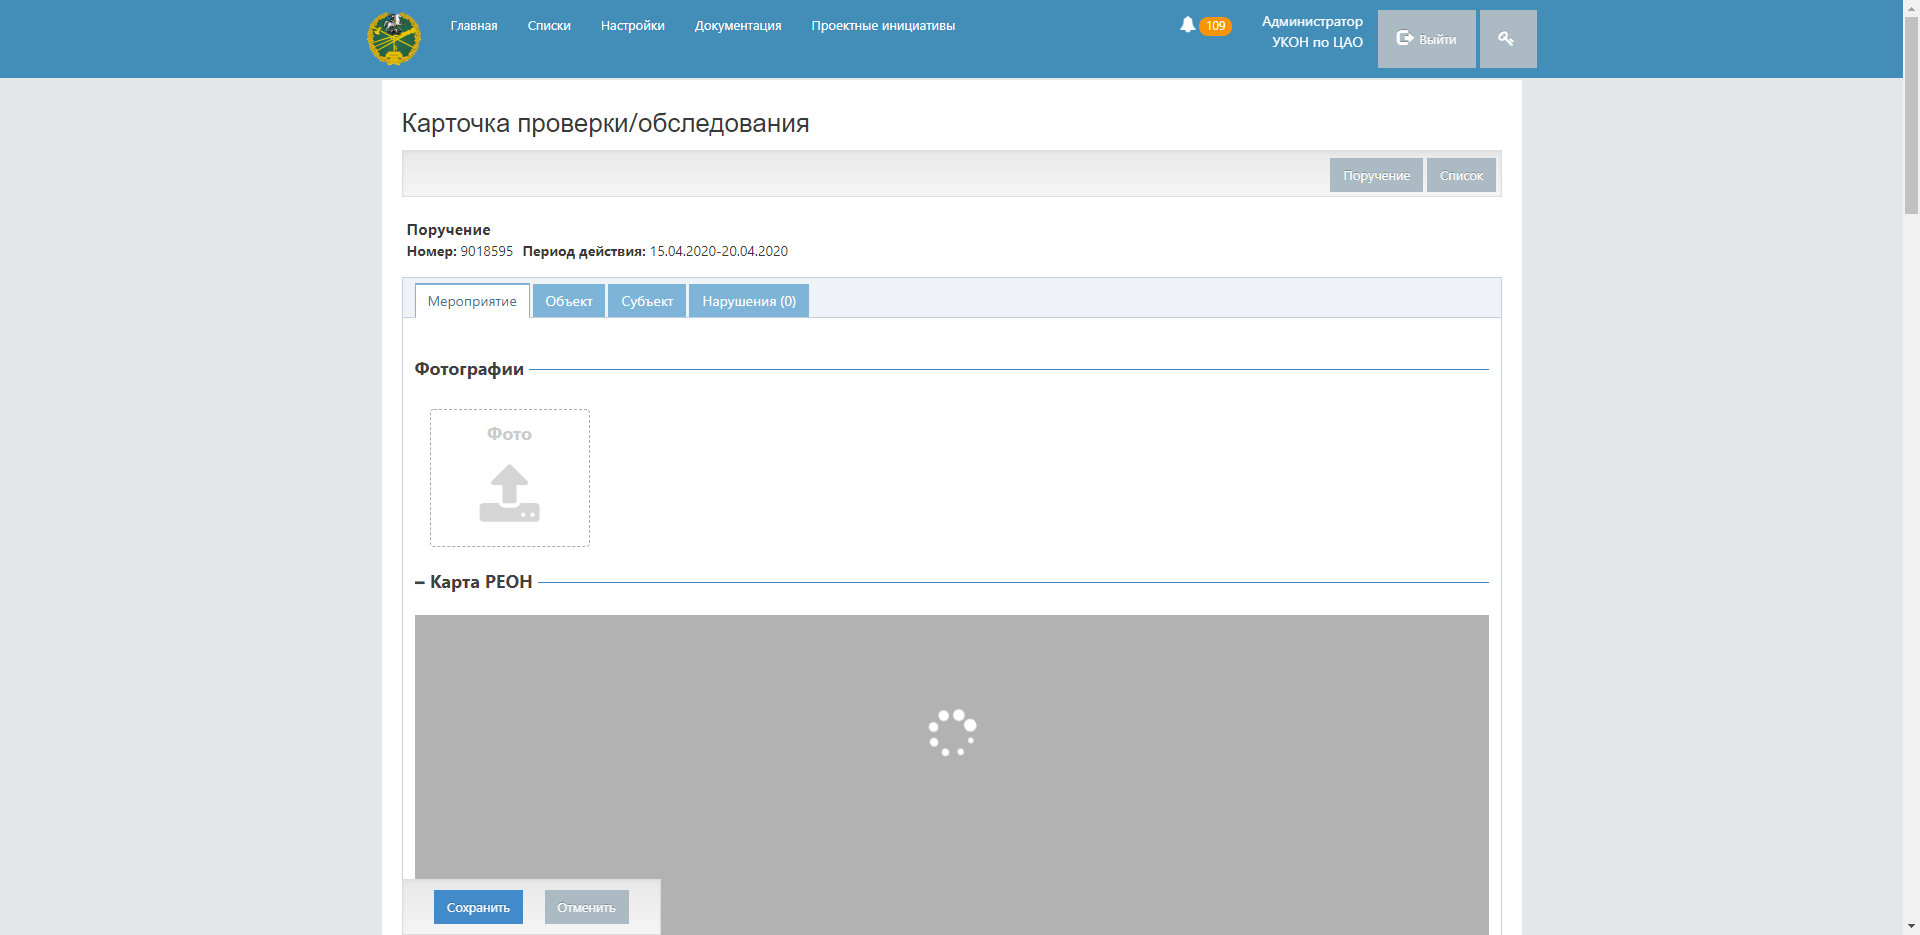 Главная Списки Настройки Документация Проектные инициативы 109 Администратор УКОН по ЦАО Выйти
Карточка проверки/обследования
Поручение Список
Поручение
Номер: 9018595 Период действия: 15.04.2020-20.04.2020
Мероприятие Объект Субъект Нарушения (0)
Фотографии
Фото
Карта РЕОН
Сохранить Отменить